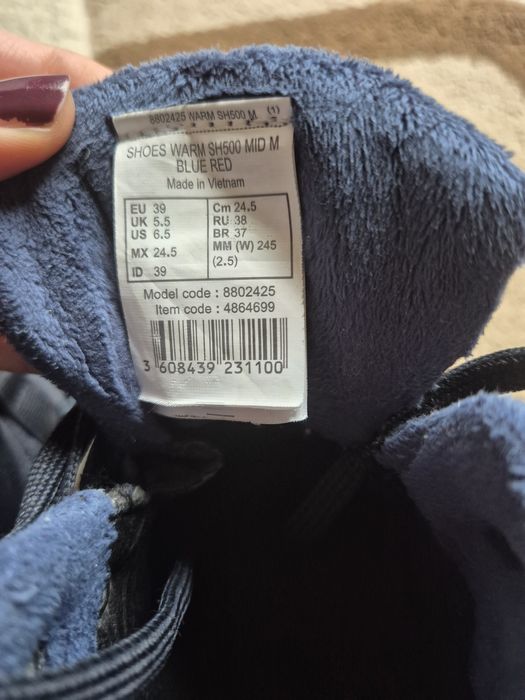 8802425 WARM SH500 M. (1)
SHOES WARM SH500 MID M
BLUE RED
Made in Vietnam
EU 39
UK 5.5
US 6.5
MX 24.5
ID 39
Cm 24.5
RU 38
BR 37
MM (W) 245
(2.5)
Model code : 8802425
Item code : 4864699
3 608439 231100